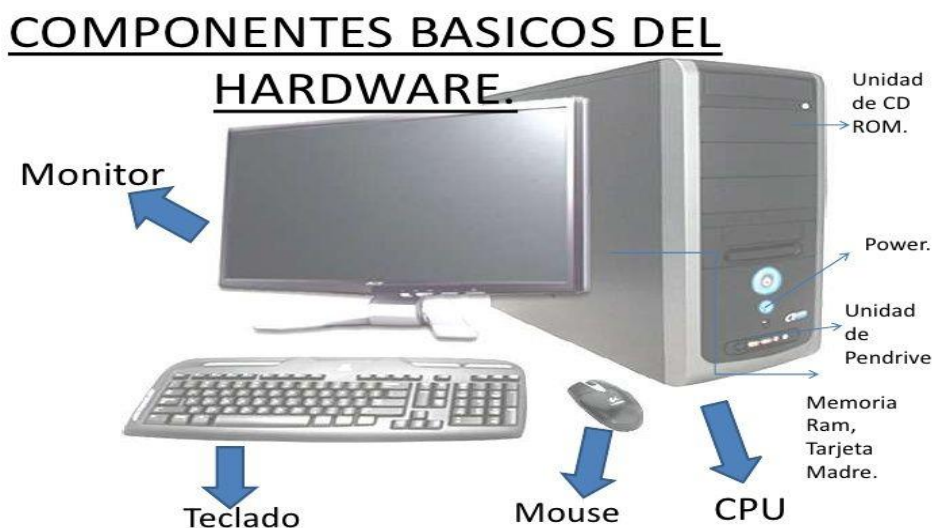 COMPONENTES BASICOS DEL
HARDWARE.
Unidad
de CD
ROM.
Monitor
Power.
Unidad
de
Pendrive
Memoria
Ram,
Tarjeta
Madre.
Teclado
Mouse
CPU